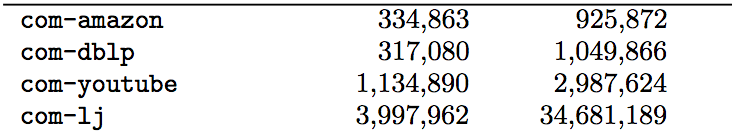 com-amazon 334,863 925,872
com-dblp 317,080 1,049,866
com-youtube 1,134,890 2,987,624
com-lj 3,997,962 34,681,189